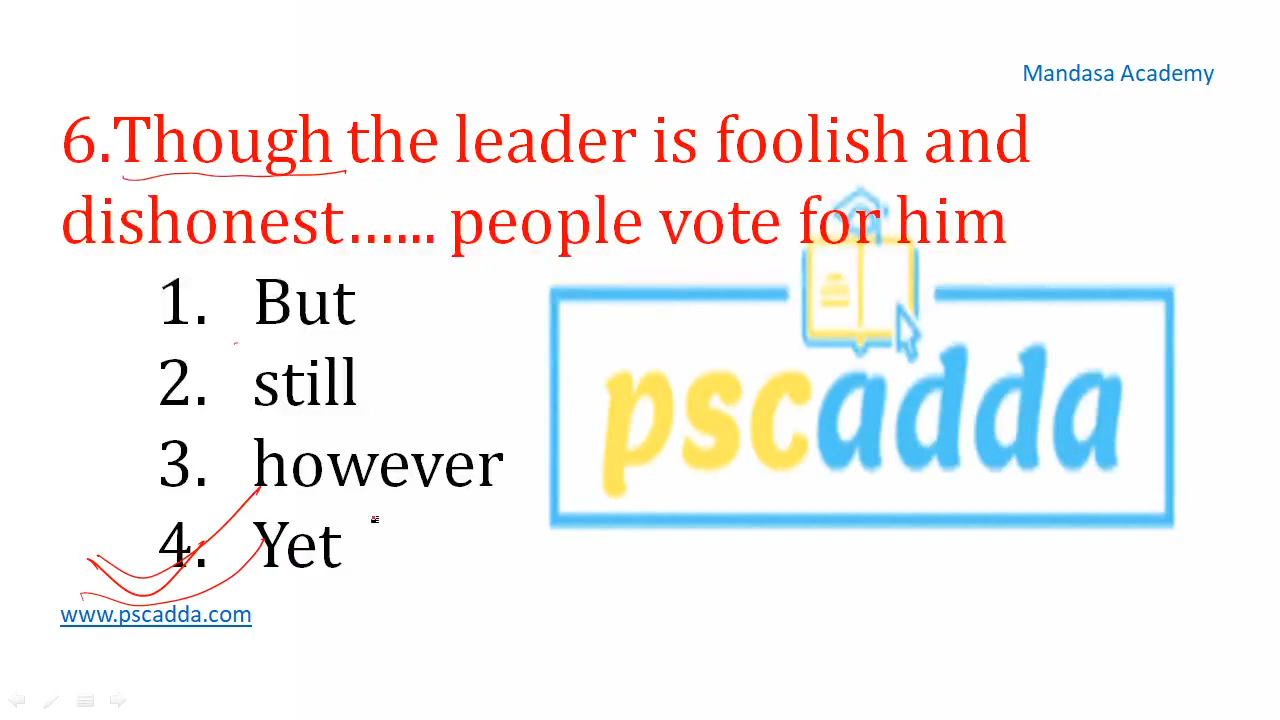 Mandasa Academy
6.Though the leader is foolish and
dishonest...... people vote for him
1. But
2. still
3. however
4. Yet
pscadda
www.pscadda.com